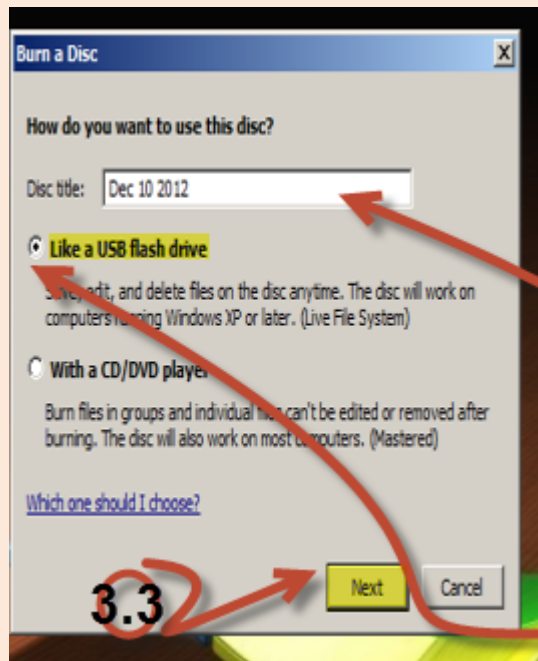 Burn a Disc
How do you want to use this disc?
Disc title: Dec 10 2012
Like a USB flash drive
edit, and delete files on the disc anytime. The disc will work on
computers running Windows XP or later. (Live File System)
With a CD/DVD player
Burn files in groups and individual files can't be edited or removed after
burning. The disc will also work on most computers. (Mastered)
Which one should I choose?
3.3
Next Cancel